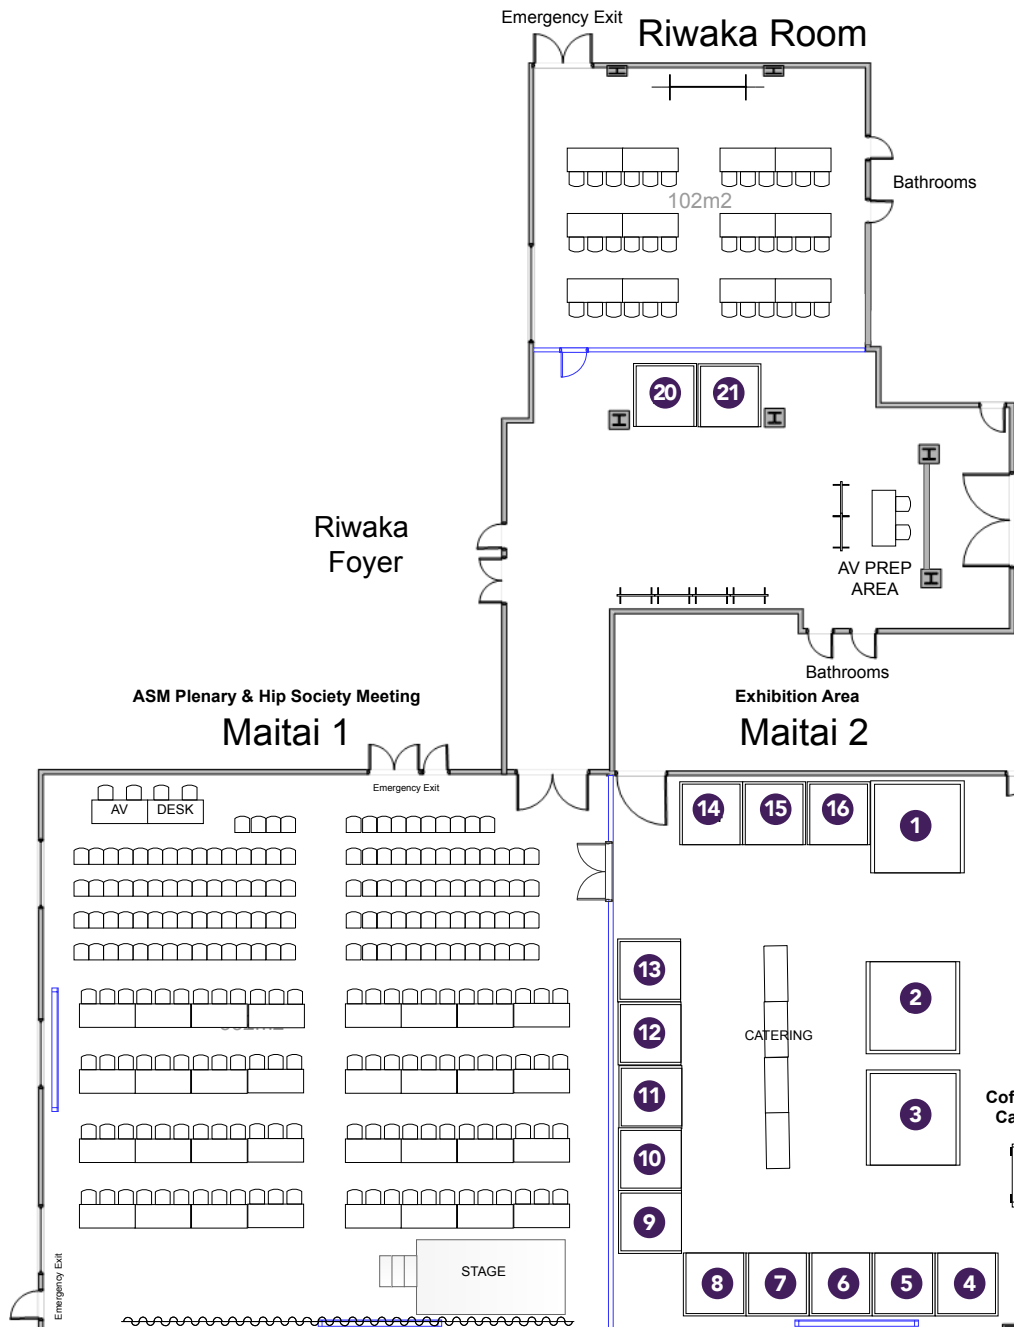 Emergency Exit
Riwaka Room
Bathrooms
102m2
20
21
Riwaka
Foyer
AV PREP
AREA
Bathrooms
ASM Plenary & Hip Society Meeting
Maitai 1
Exhibition Area
Maitai 2
Emergency Exit
AV
DESK
14
15
16
1
13
2
12
CATERING
11
3
10
9
Emergency Exit
STAGE
8
7
6
5
4